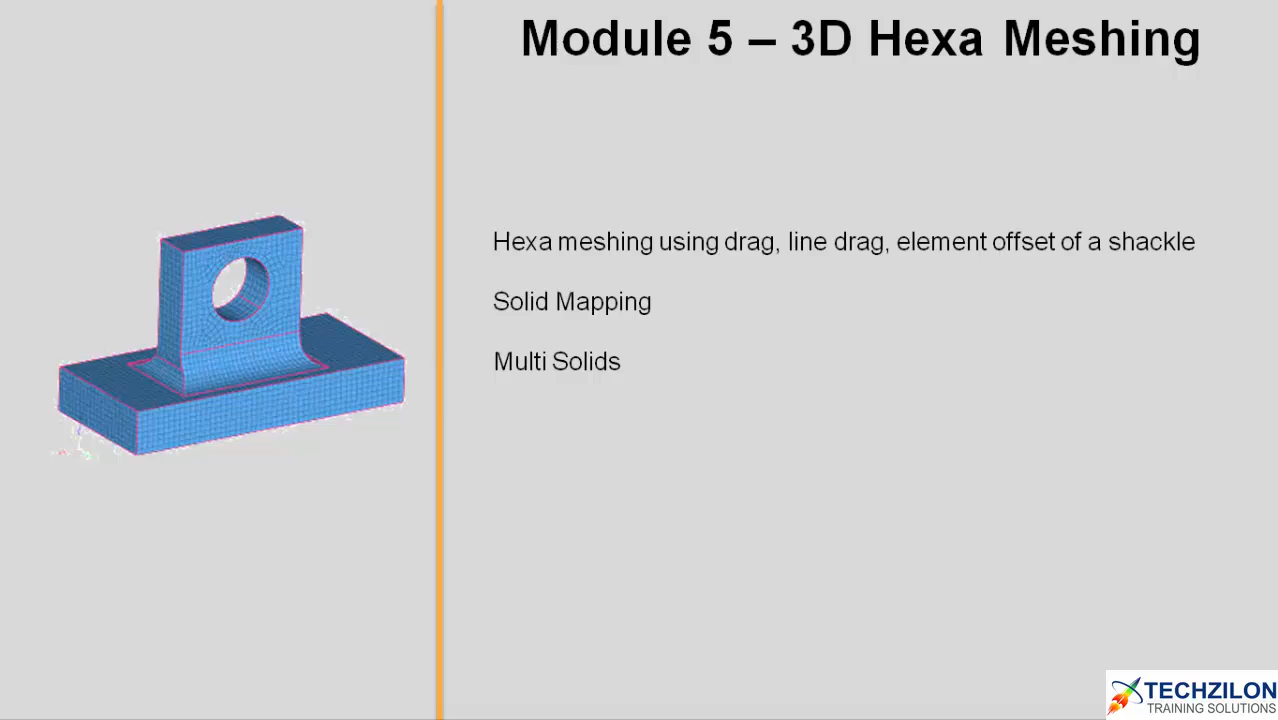 Module 5 – 3D Hexa Meshing
Hexa meshing using drag, line drag, element offset of a shackle
Solid Mapping
Multi Solids
TECHZILON
TRAINING SOLUTIONS